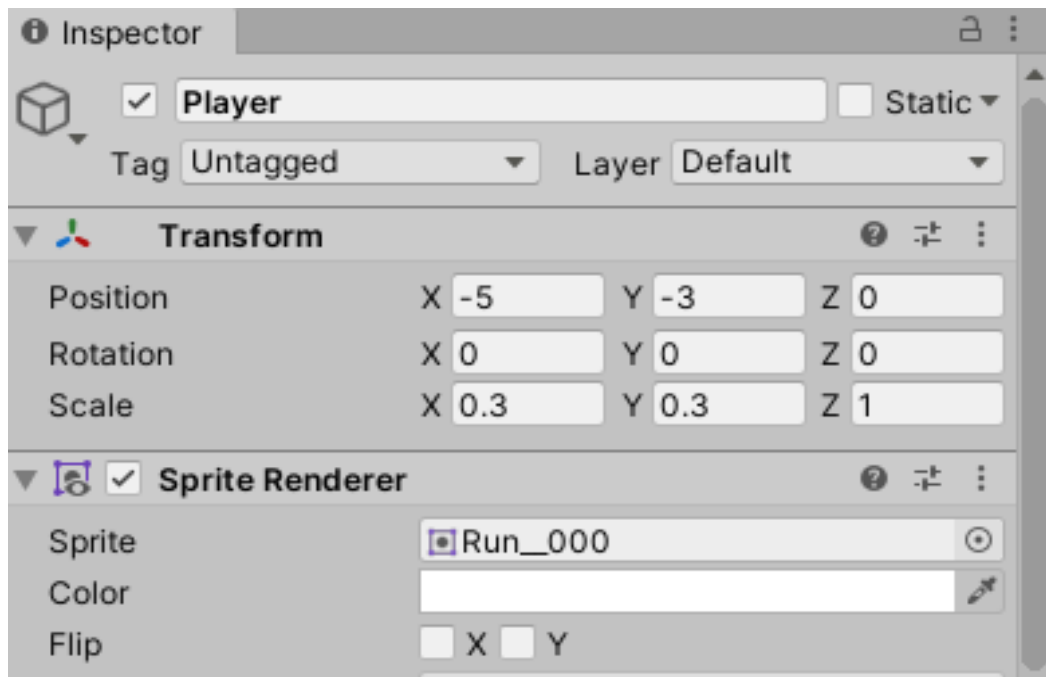 Inspector
Player Static
Tag Untagged Layer Default
Transform
Position X -5 Y -3 Z 0
Rotation X 0 Y 0 Z 0
Scale X 0.3 Y 0.3 Z 1
Sprite Renderer
Sprite Run__000
Color
Flip X Y